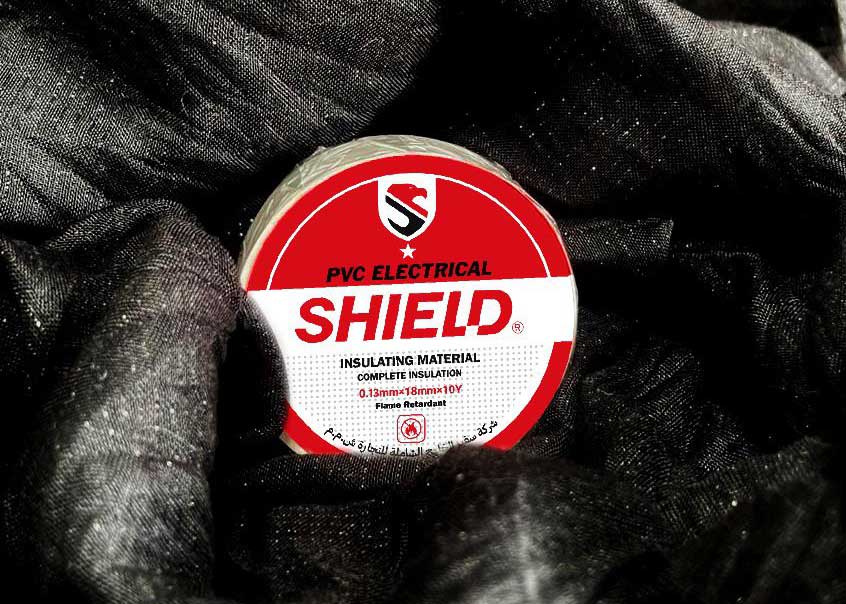 PVC ELECTRICAL
SHIELD®
INSULATING MATERIAL
COMPLETE INSULATION
0.13mm×18mm×10Y
Flame Retardant
شركة الشاملة للتجارة ش.م.م